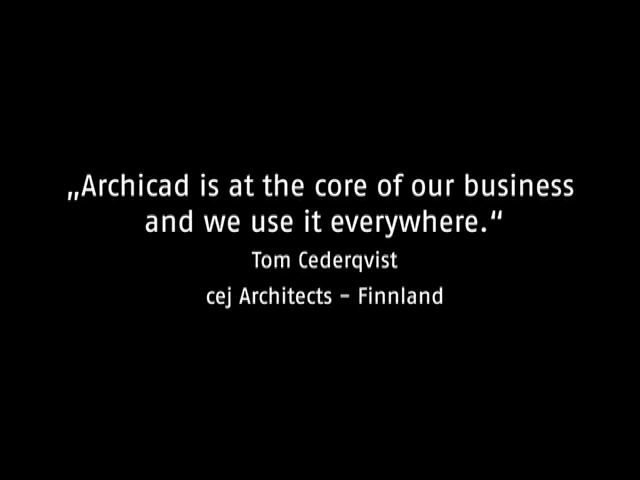 „Archicad is at the core of our business
and we use it everywhere.“
Tom Cederqvist
cej Architects – Finnland